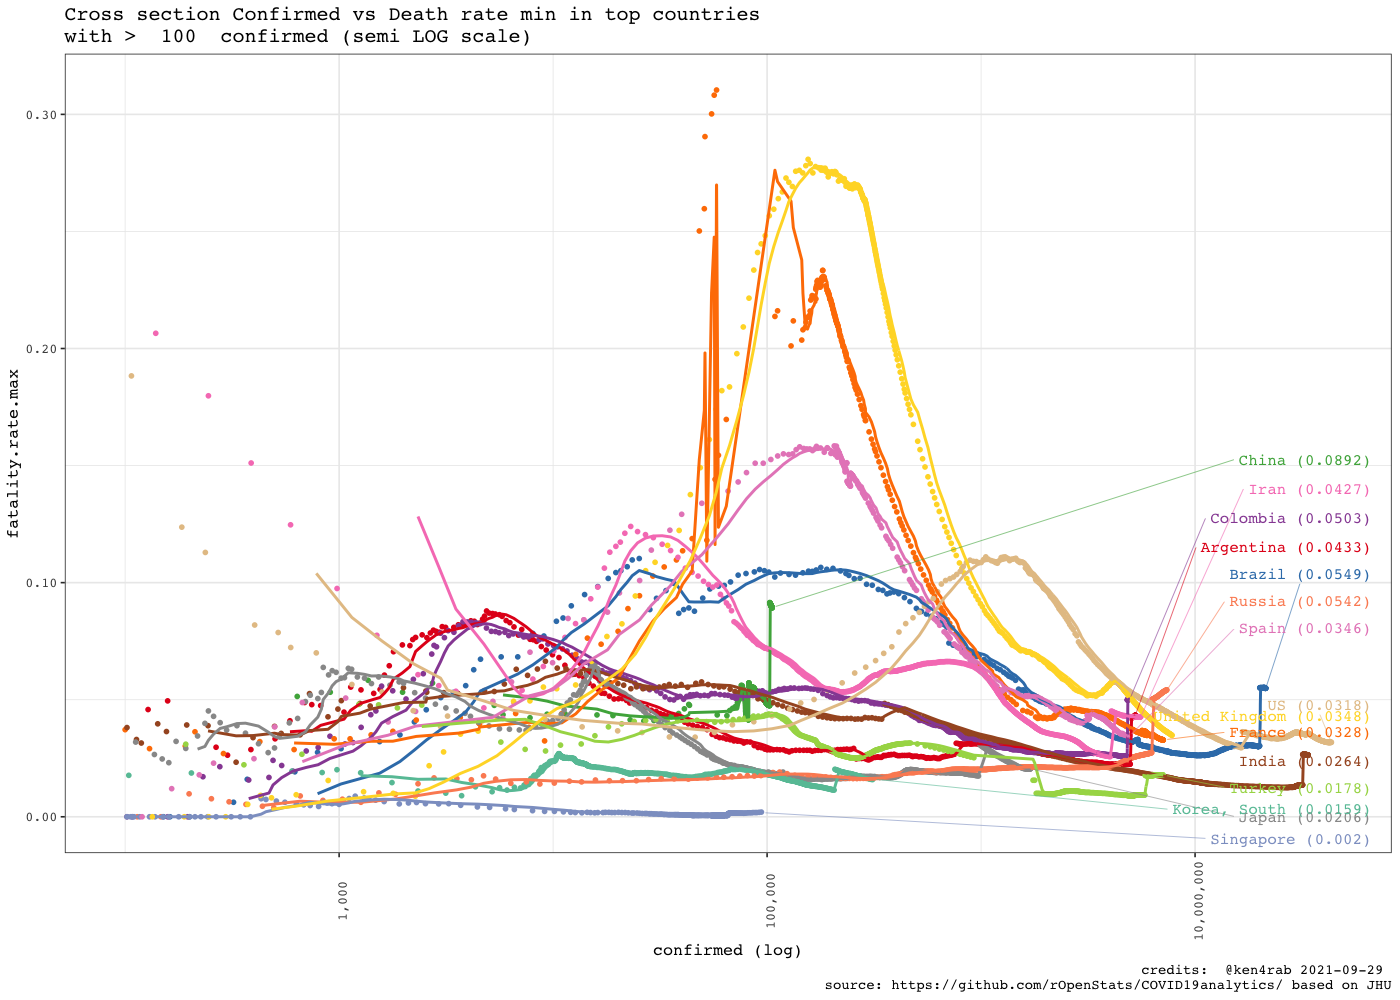 Cross section Confirmed vs Death rate min in top countries
with >  100  confirmed (semi LOG scale)
fatality.rate.max
0.30
0.20
0.10
0.00
China (0.0892)
Iran (0.0427)
Colombia (0.0503)
Argentina (0.0433)
Brazil (0.0549)
Russia (0.0542)
Spain (0.0346)
US (0.0318)
United Kingdom (0.0348)
France (0.0328)
India (0.0264)
Turkey (0.0178)
Korea, South (0.0159)
Japan (0.0206)
Singapore (0.002)
1,000
100,000
10,000,000
confirmed (log)
credits:  @ken4rab 2021-09-29
source: https://github.com/rOpenStats/COVID19analytics/ based on JHU